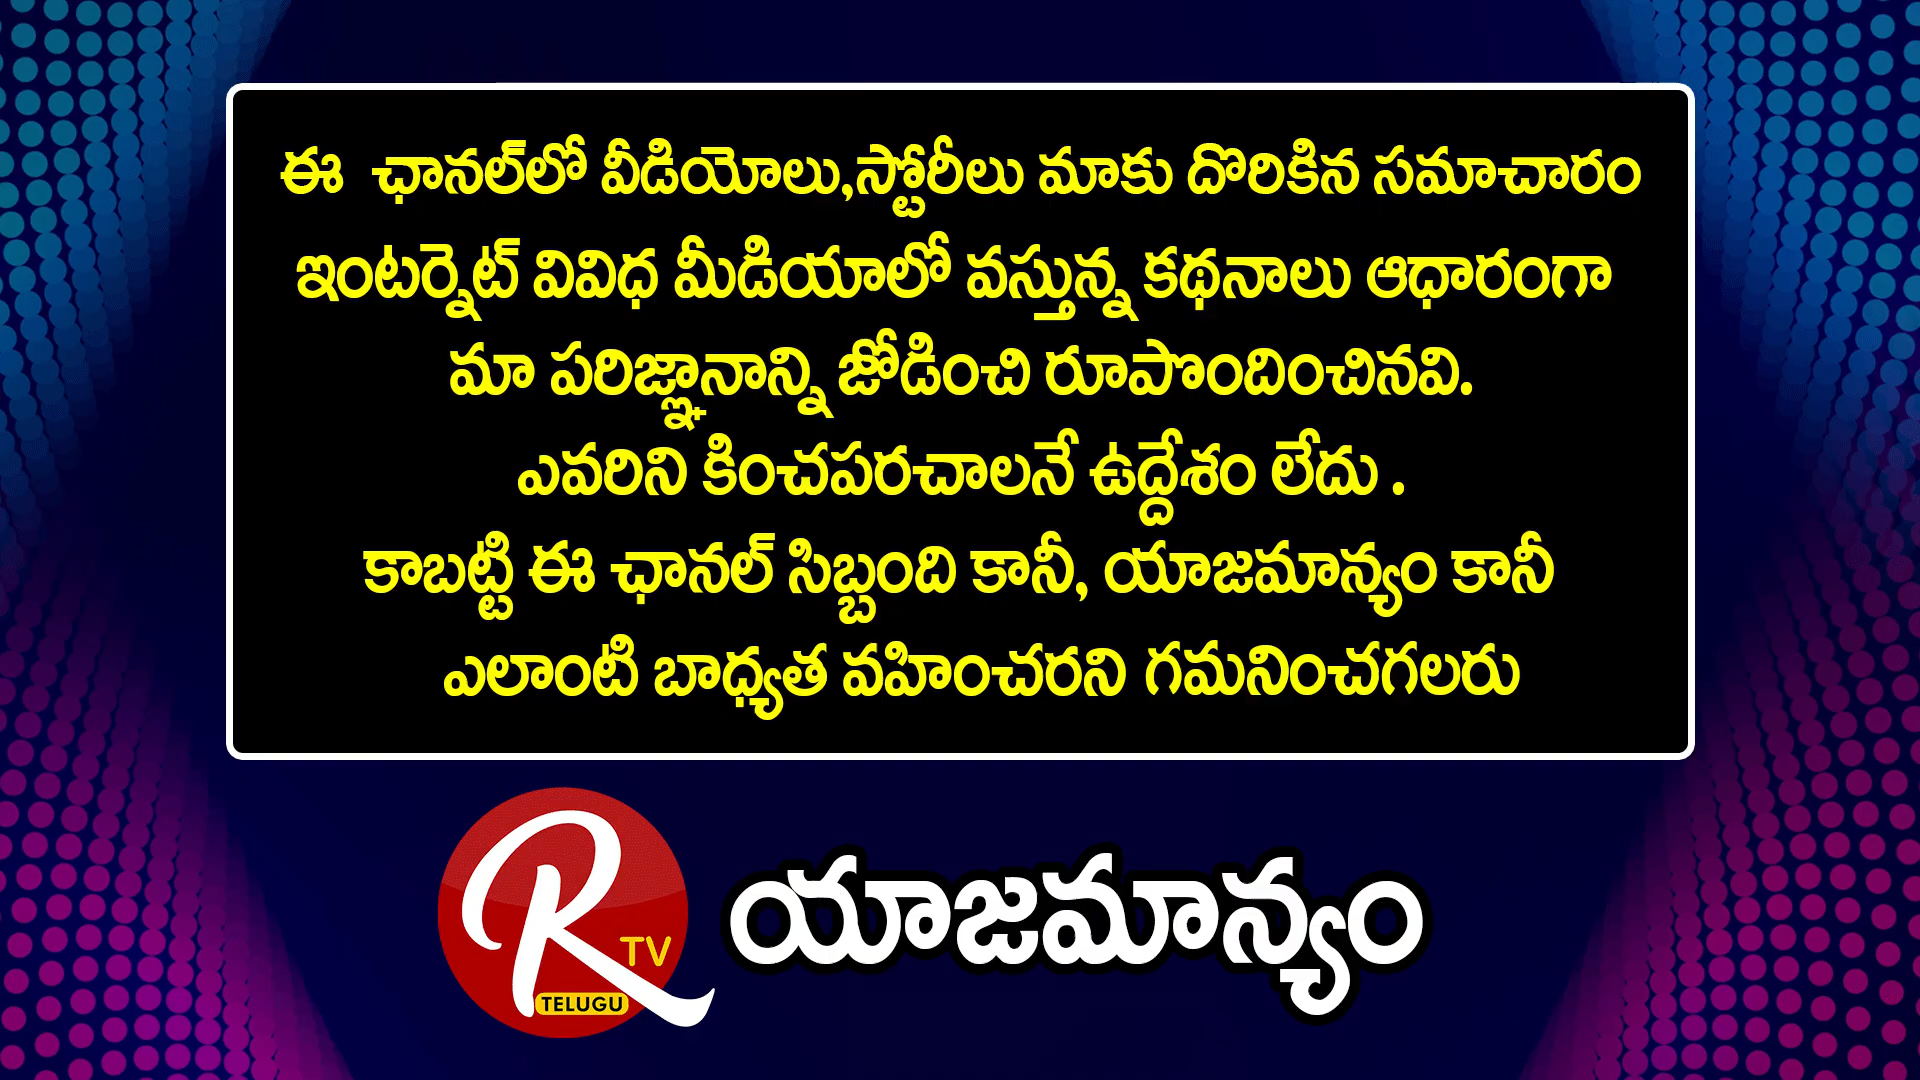 ఈ ఛానల్‌లో వీడియోలు,స్టోరీలు మాకు దొరికిన సమాచారం
ఇంటర్నెట్ వివిధ మీడియాలో వస్తున్న కథనాలు ఆధారంగా
మా పరిజ్ఞానాన్ని జోడించి రూపొందించినవి.
ఎవరిని కించపరచాలనే ఉద్దేశం లేదు .
కాబట్టి ఈ ఛానల్ సిబ్బంది కానీ, యాజమాన్యం కానీ
ఎలాంటి బాధ్యత వహించరని గమనించగలరు
R TV
TELUGU
యాజమాన్యం